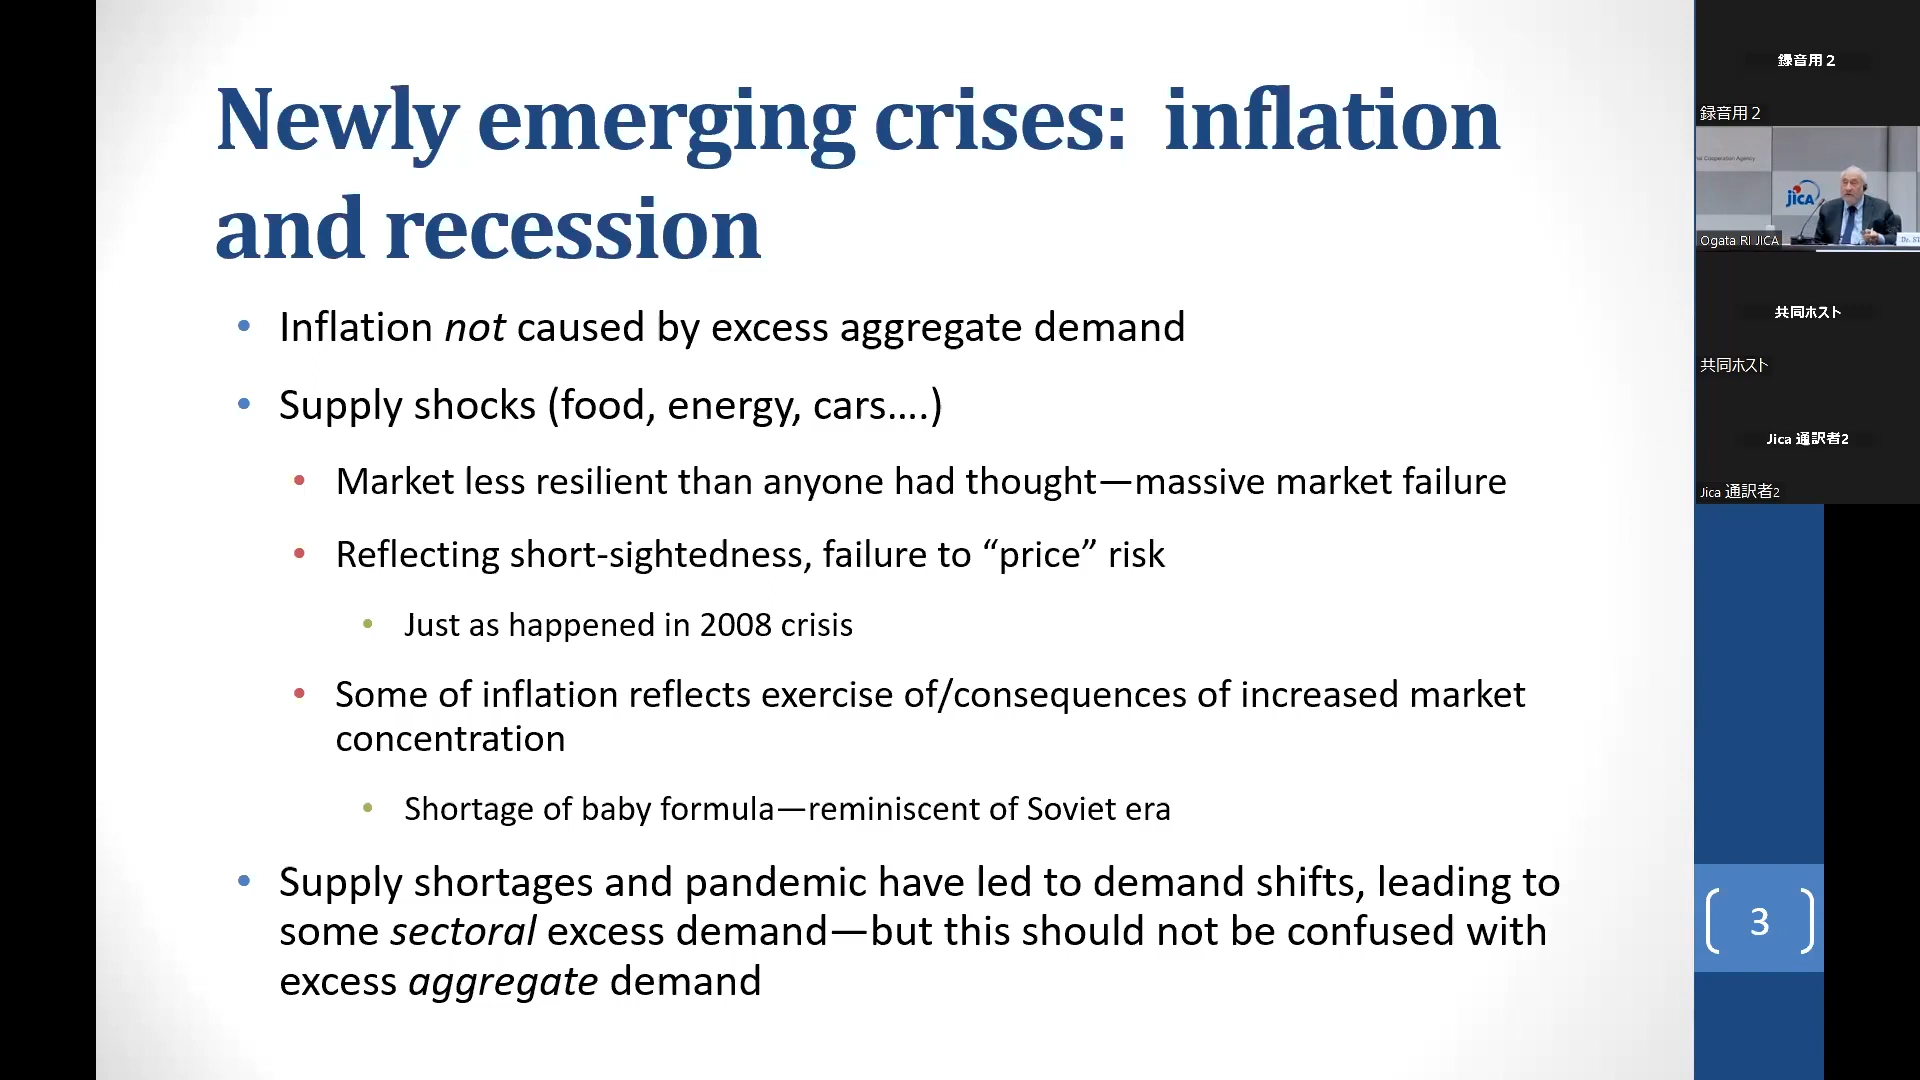 Newly emerging crises: inflation
and recession
• Inflation not caused by excess aggregate demand
• Supply shocks (food, energy, cars....)
• Market less resilient than anyone had thought—massive market failure
• Reflecting short-sightedness, failure to “price” risk
• Just as happened in 2008 crisis
• Some of inflation reflects exercise of/consequences of increased market
concentration
• Shortage of baby formula—reminiscent of Soviet era
• Supply shortages and pandemic have led to demand shifts, leading to
some sectoral excess demand—but this should not be confused with
excess aggregate demand
3
録音用２
録音用２
Cooperation Agency
jICA
Dr.
Ogata RI JICA
共同ホスト
共同ホスト
Jica 通訳者2
Jica 通訳者2